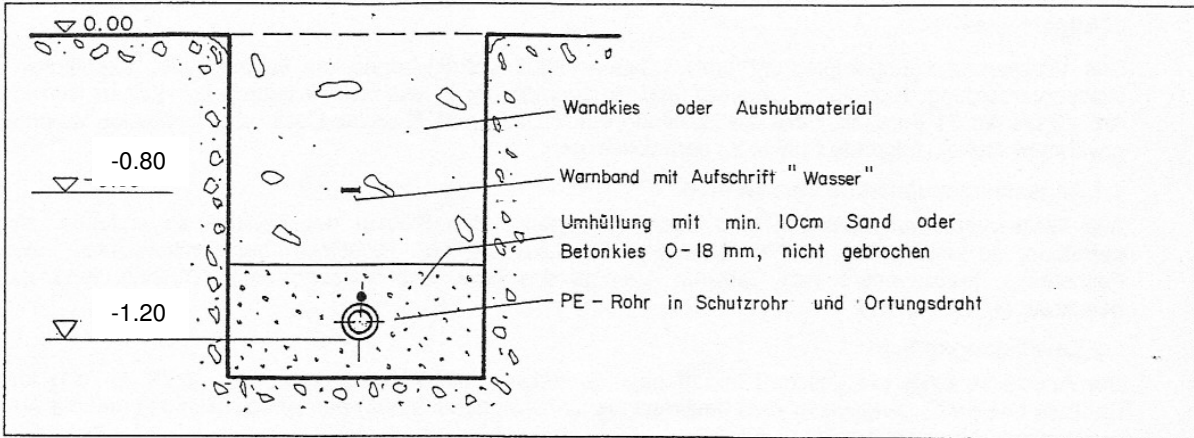 0.00
Wandkies oder Aushubmaterial
-0.80
Warnband mit Aufschrift "Wasser"
Umhüllung mit min. 10cm Sand oder
Betonkies 0-18 mm, nicht gebrochen
-1.20
PE-Rohr in Schutzrohr und Ortungsdraht